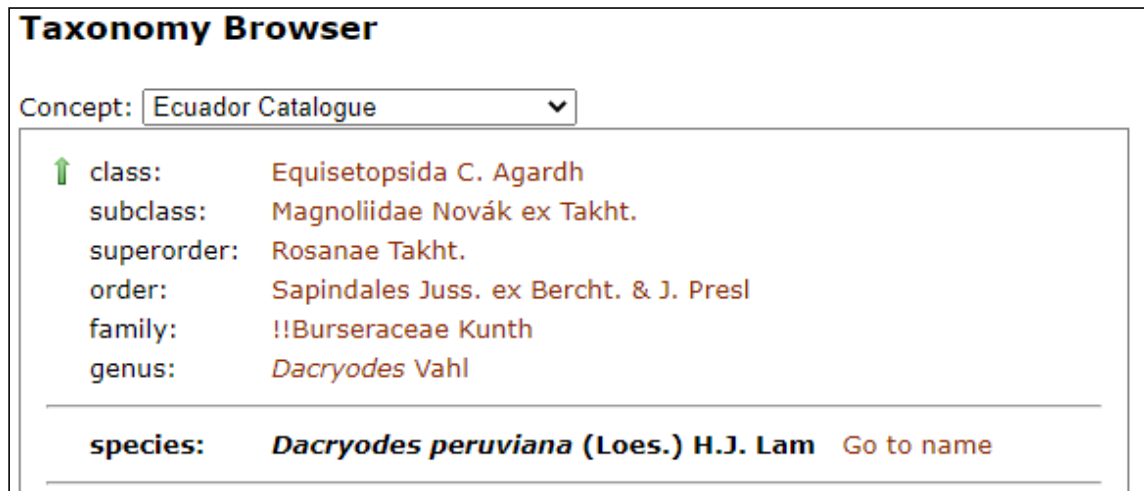 Taxonomy Browser
Concept: Ecuador Catalogue
class: Equisetopsida C. Agardh
subclass: Magnoliidae Novák ex Takht.
superorder: Rosanae Takht.
order: Sapindales Juss. ex Bercht. & J. Presl
family: !!Burseraceae Kunth
genus: Dacryodes Vahl
species: Dacryodes peruviana (Loes.) H.J. Lam Go to name